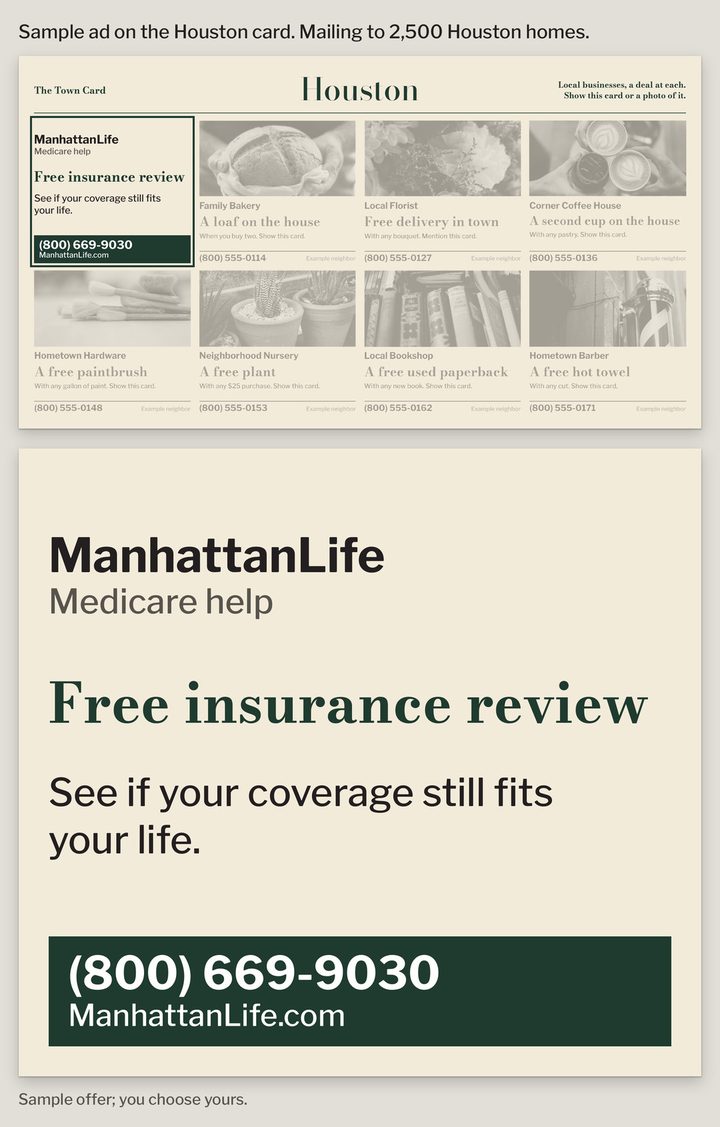 Sample ad on the Houston card. Mailing to 2,500 Houston homes.
The Town Card
Houston
Local businesses, a deal at each.
Show this card or a photo of it.
ManhattanLife
Medicare help
Free insurance review
See if your coverage still fits
your life.
(800) 669-9030
ManhattanLife.com
Family Bakery
A loaf on the house
When you buy two. Show this card.
(800) 555-0114
Example neighbor
Local Florist
Free delivery in town
With any bouquet. Mention this card.
(800) 555-0127
Example neighbor
Corner Coffee House
A second cup on the house
With any pastry. Show this card.
(800) 555-0136
Example neighbor
Hometown Hardware
A free paintbrush
With any gallon of paint. Show this card.
(800) 555-0148
Example neighbor
Neighborhood Nursery
A free plant
With any $25 purchase. Show this card.
(800) 555-0153
Example neighbor
Local Bookshop
A free used paperback
With any new book. Show this card.
(800) 555-0162
Example neighbor
Hometown Barber
A free hot towel
With any cut. Show this card.
(800) 555-0171
Example neighbor
ManhattanLife
Medicare help
Free insurance review
See if your coverage still fits
your life.
(800) 669-9030
ManhattanLife.com
Sample offer; you choose yours.